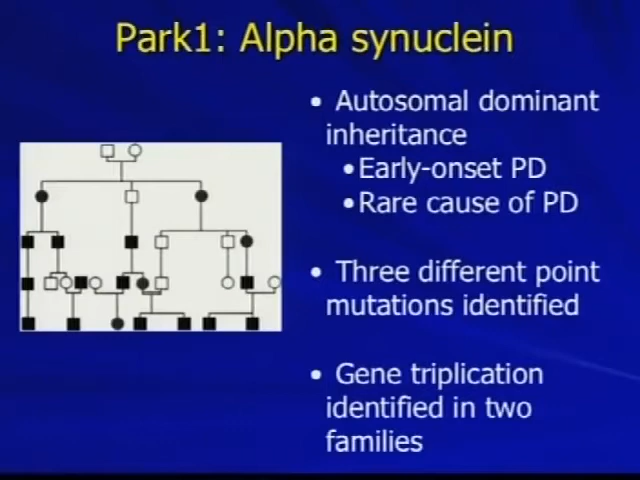 Park1: Alpha synuclein
• Autosomal dominant
inheritance
• Early-onset PD
• Rare cause of PD
• Three different point
mutations identified
• Gene triplication
identified in two
families